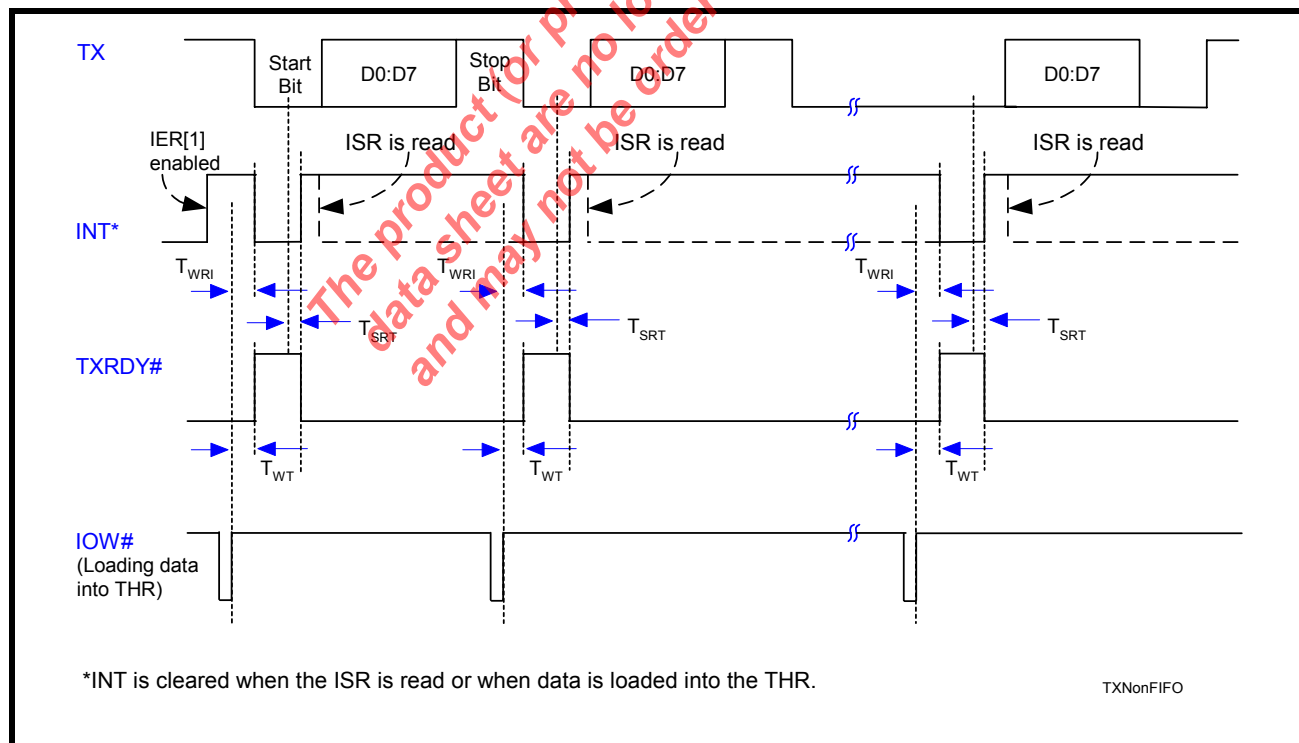 TX
Start
Bit
D0:D7
Stop
Bit
D0:D7
D0:D7
IER[1]
enabled
ISR is read
ISR is read
ISR is read
INT*
TWRI
TWRI
TWRI
TSRT
TSRT
TSRT
TXRDY#
TWT
TWT
TWT
IOW#
(Loading data
into THR)
*INT is cleared when the ISR is read or when data is loaded into the THR.
TXNonFIFO
The product (or
data sheet are no
and may not be